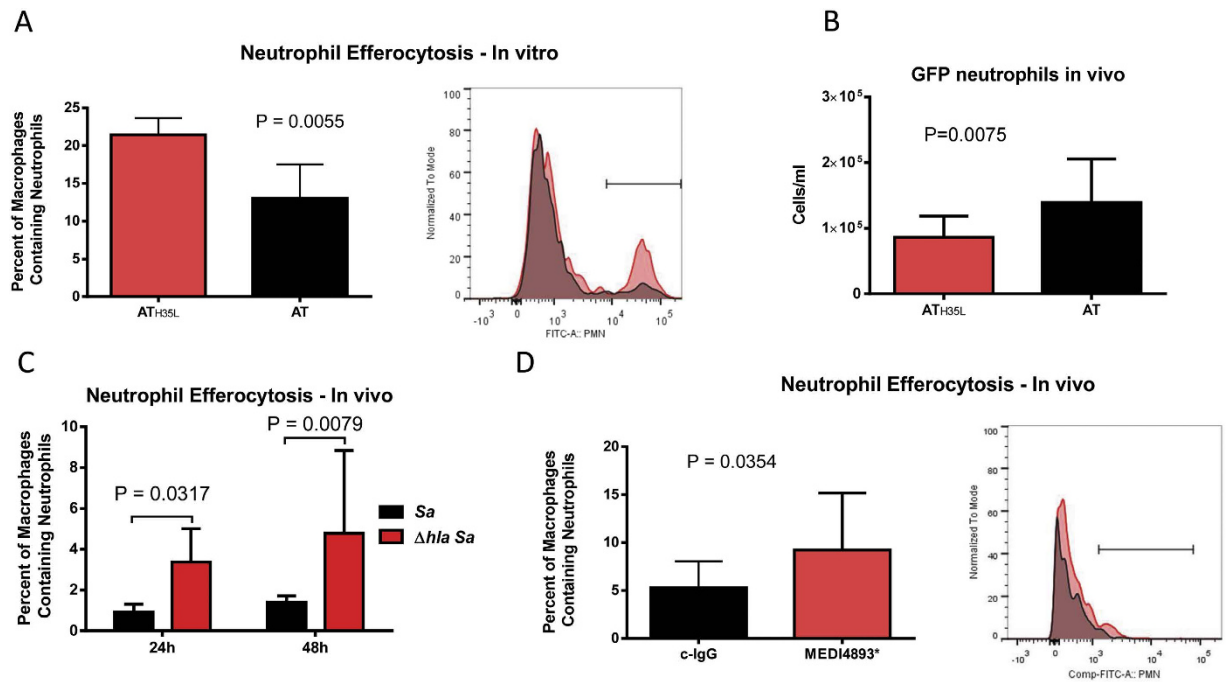 A
Neutrophil Efferocytosis - In vitro
Percent of Macrophages
Containing Neutrophils
25
20
15
10
5
0
P = 0.0055
ATH35L
AT
Normalized To Mode
100
80
60
40
20
0
-10³
0
10³
10⁴
10⁵
FITC-A:: PMN
B
GFP neutrophils in vivo
Cells/ml
3×10⁵
2×10⁵
1×10⁵
0
P=0.0075
ATH35L
AT
C
Neutrophil Efferocytosis - In vivo
Percent of Macrophages
Containing Neutrophils
10
8
6
4
2
0
P = 0.0317
P = 0.0079
24h
48h
Sa
Δhla Sa
D
Neutrophil Efferocytosis - In vivo
Percent of Macrophages
Containing Neutrophils
20
15
10
5
0
P = 0.0354
c-IgG
MEDI4893*
Normalized To Mode
100
80
60
40
20
0
-10³
0
10³
10⁴
10⁵
Comp-FITC-A:: PMN